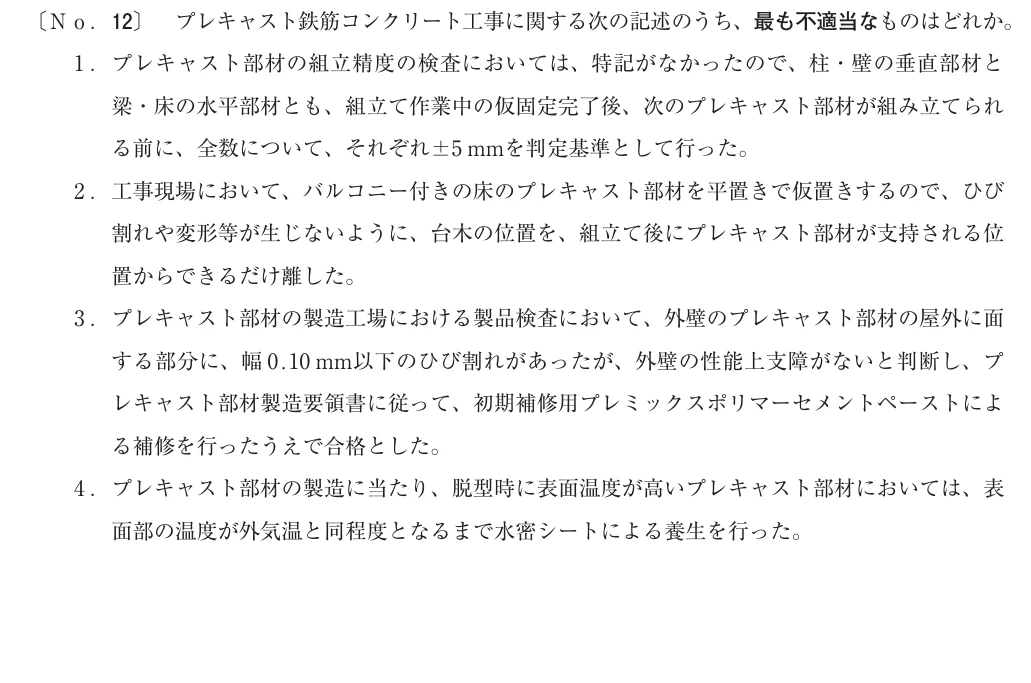 〔Ｎｏ．12〕　プレキャスト鉄筋コンクリート工事に関する次の記述のうち、最も不適当なものはどれか。
１．プレキャスト部材の組立精度の検査においては、特記がなかったので、柱・壁の垂直部材と
梁・床の水平部材とも、組立て作業中の仮固定完了後、次のプレキャスト部材が組み立てられ
る前に、全数について、それぞれ±5 mmを判定基準として行った。
２．工事現場において、バルコニー付きの床のプレキャスト部材を平置きで仮置きするので、ひび
割れや変形等が生じないように、台木の位置を、組立て後にプレキャスト部材が支持される位
置からできるだけ離した。
３．プレキャスト部材の製造工場における製品検査において、外壁のプレキャスト部材の屋外に面
する部分に、幅 0.10 mm以下のひび割れがあったが、外壁の性能上支障がないと判断し、プ
レキャスト部材製造要領書に従って、初期補修用プレミックスポリマーセメントペーストによ
る補修を行ったうえで合格とした。
４．プレキャスト部材の製造に当たり、脱型時に表面温度が高いプレキャスト部材においては、表
面部の温度が外気温と同程度となるまで水密シートによる養生を行った。